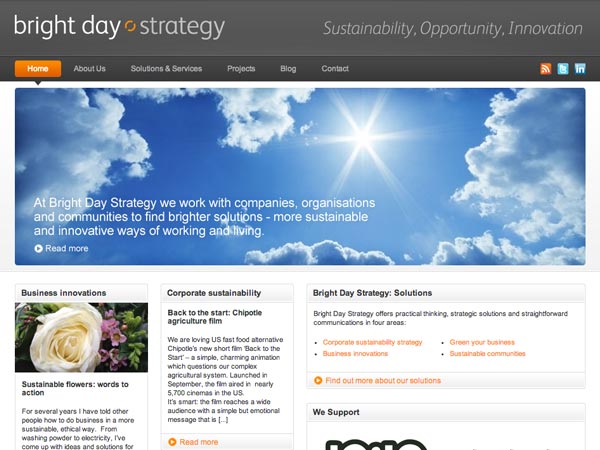 bright day strategy
Sustainability, Opportunity, Innovation
Home About Us Solutions & Services Projects Blog Contact
At Bright Day Strategy we work with companies, organisations
and communities to find brighter solutions - more sustainable
and innovative ways of working and living.
Read more
Business innovations
Sustainable flowers: words to
action
For several years I have told other
people how to do business in a more
sustainable, ethical way. From
washing powder to electricity, I've
come up with ideas and solutions for
Corporate sustainability
Back to the start: Chipotle
agriculture film
We are loving US fast food alternative
Chipotle's new short film 'Back to the
Start' – a simple, charming animation
which questions our complex
agricultural system. Launched in
September, the film aired in nearly
5,700 cinemas in the US.
It's smart: the film reaches a wide
audience with a simple but emotional
message that is [...]
Read more
Bright Day Strategy: Solutions
Bright Day Strategy offers practical thinking, strategic solutions and straightforward
communications in four areas:
Corporate sustainability strategy
Business innovations
Green your business
Sustainable communities
Find out more about our solutions
We Support